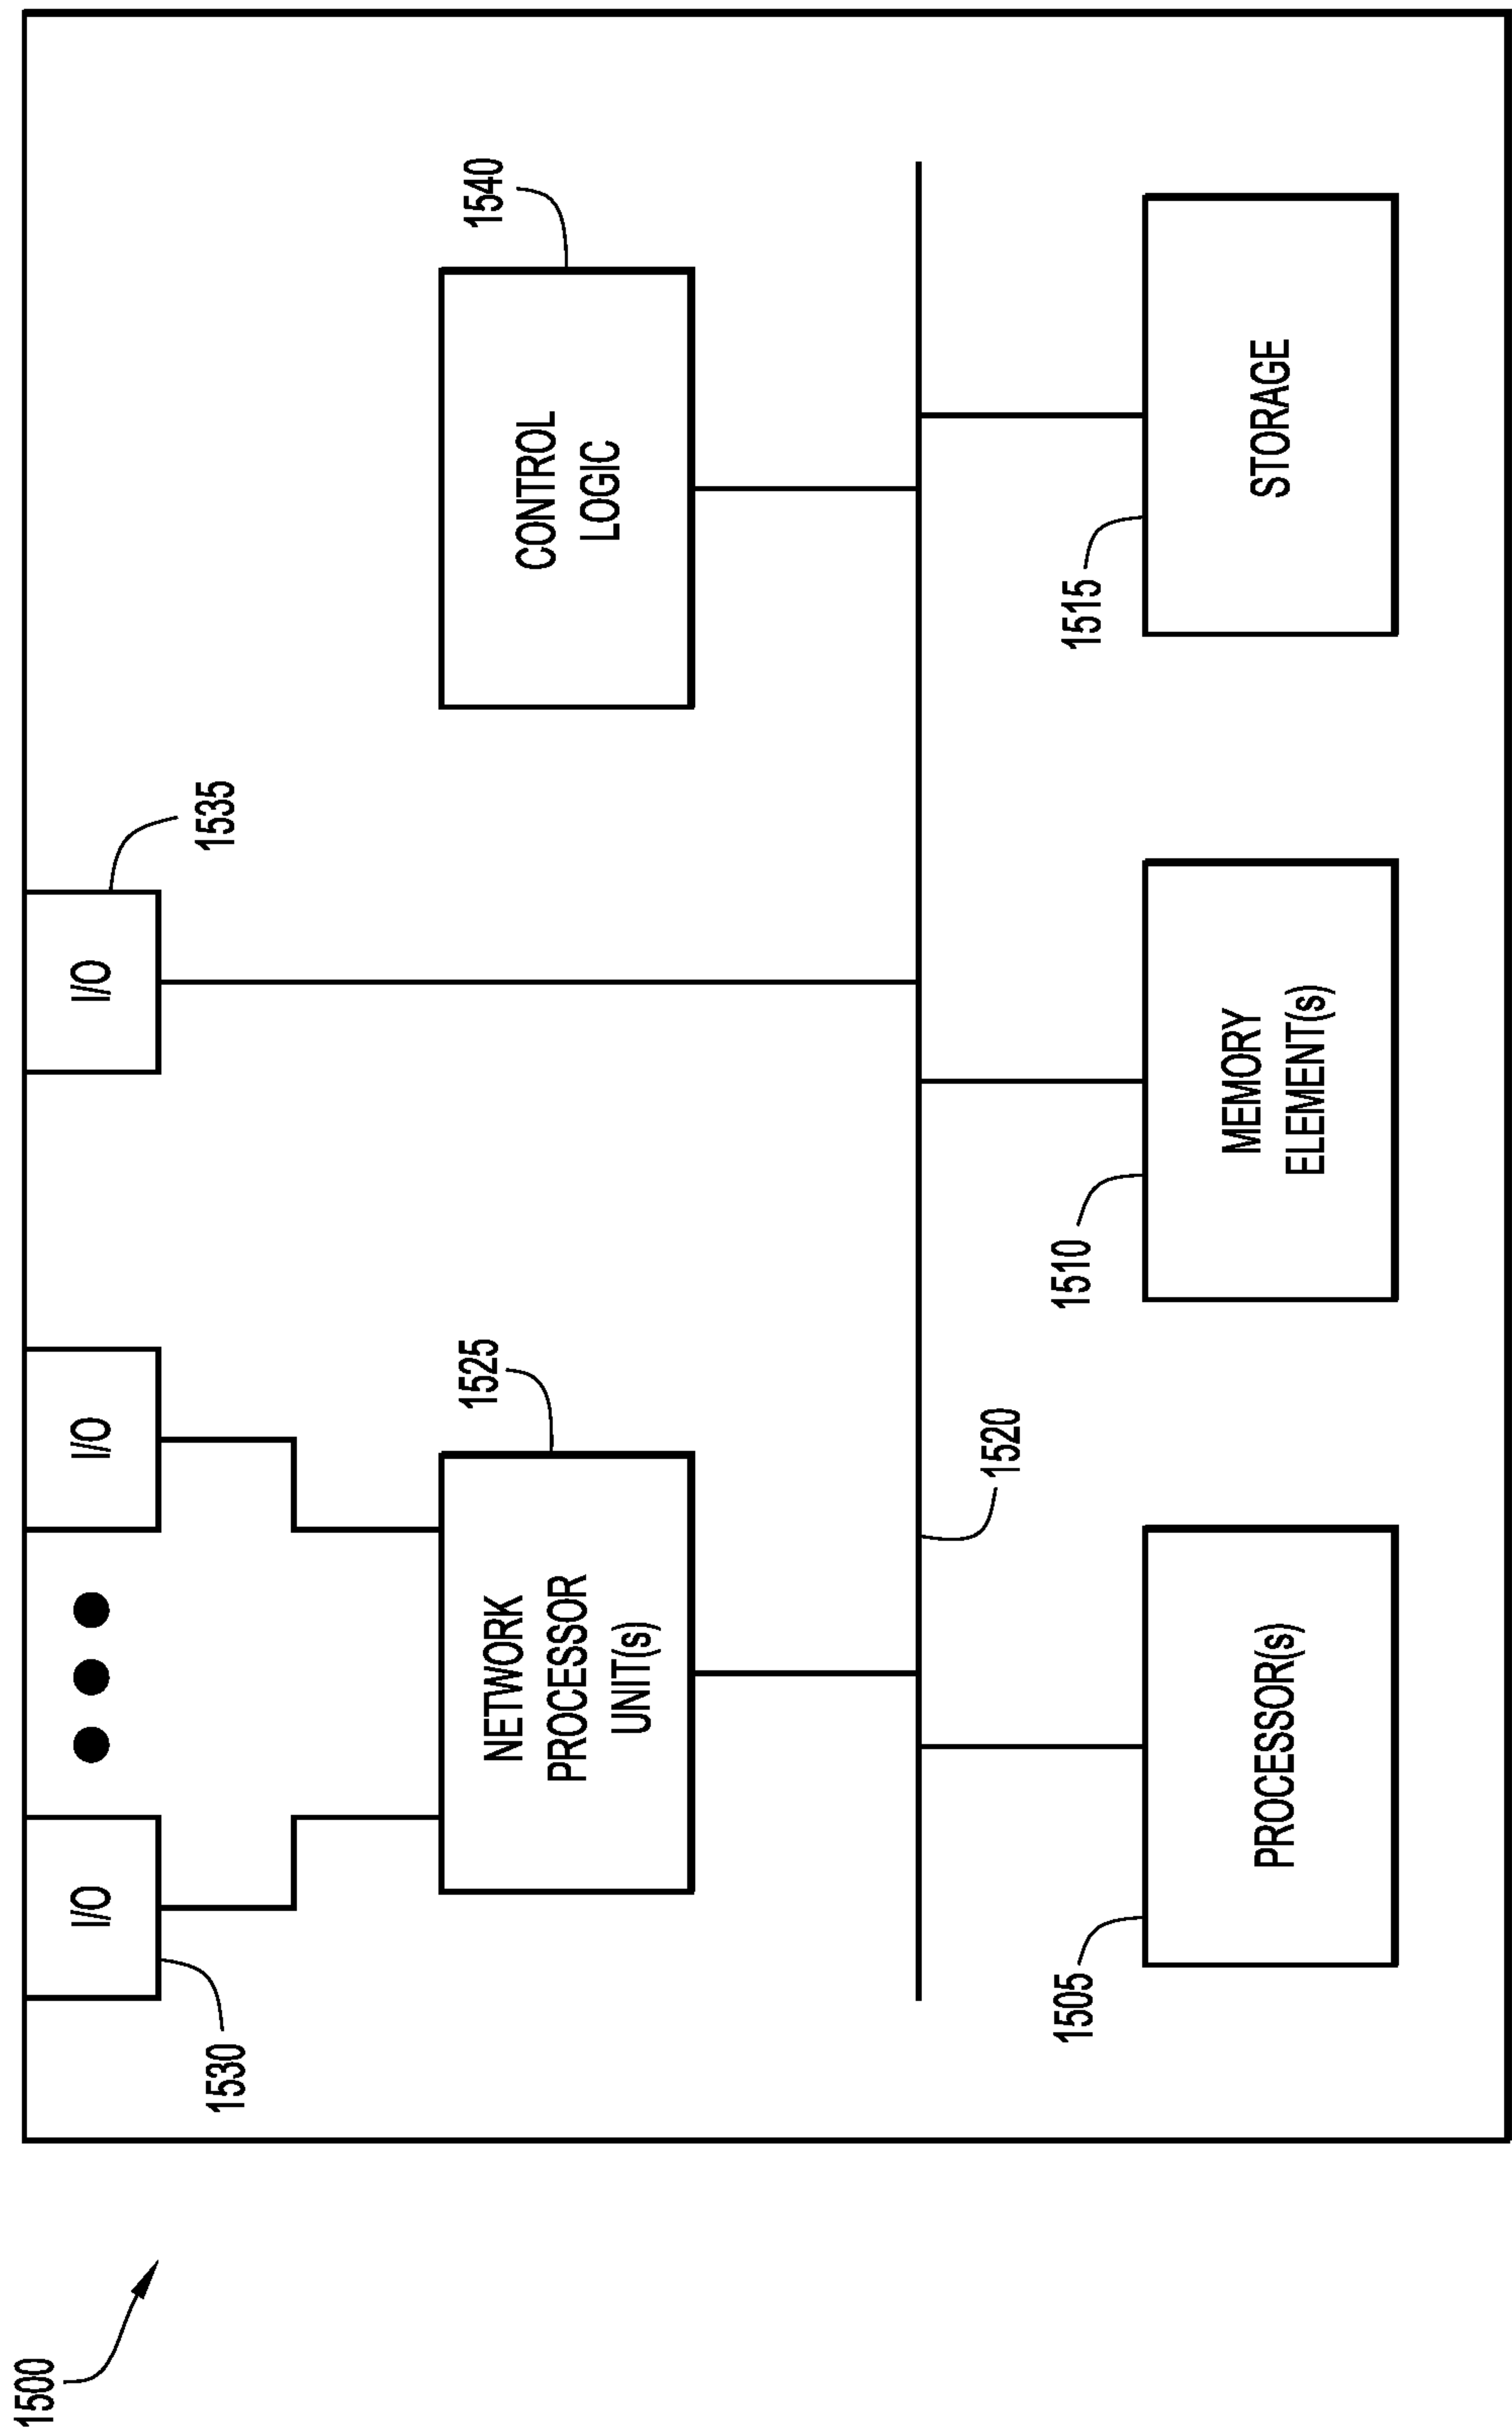 1500
I/O
I/O
I/O
1530
1535
NETWORK
PROCESSOR
UNIT(s)
1525
CONTROL
LOGIC
1540
1520
1505
PROCESSOR(s)
1510
MEMORY
ELEMENT(s)
1515
STORAGE